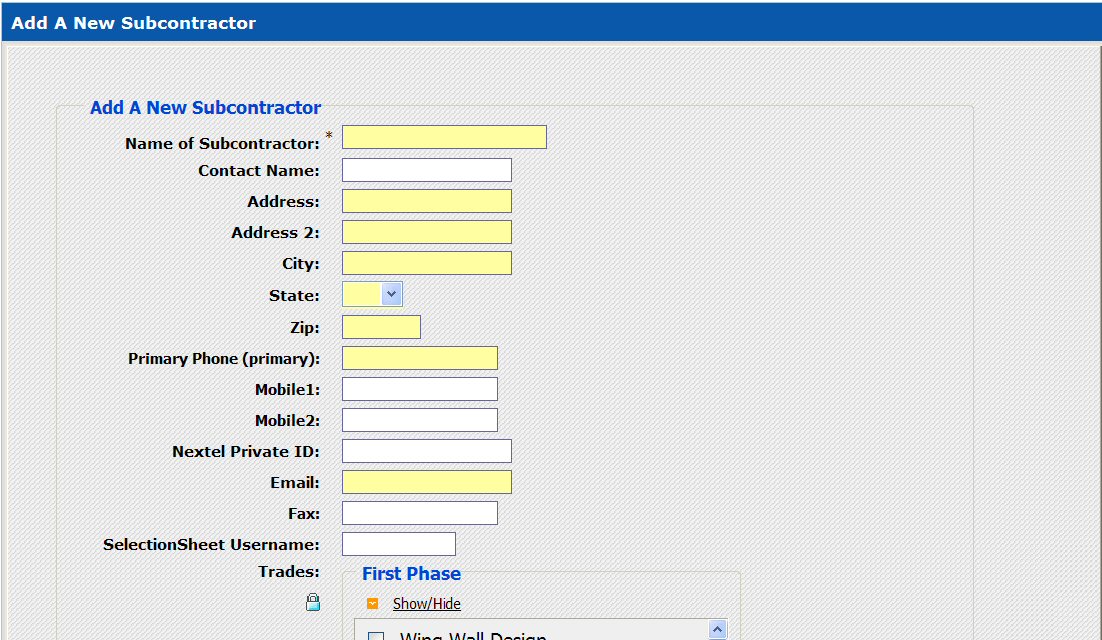 Add A New Subcontractor
Add A New Subcontractor
Name of Subcontractor: *
Contact Name:
Address:
Address 2:
City:
State:
Zip:
Primary Phone (primary):
Mobile1:
Mobile2:
Nextel Private ID:
Email:
Fax:
SelectionSheet Username:
Trades:
First Phase
Show/Hide
Wing Wall Design